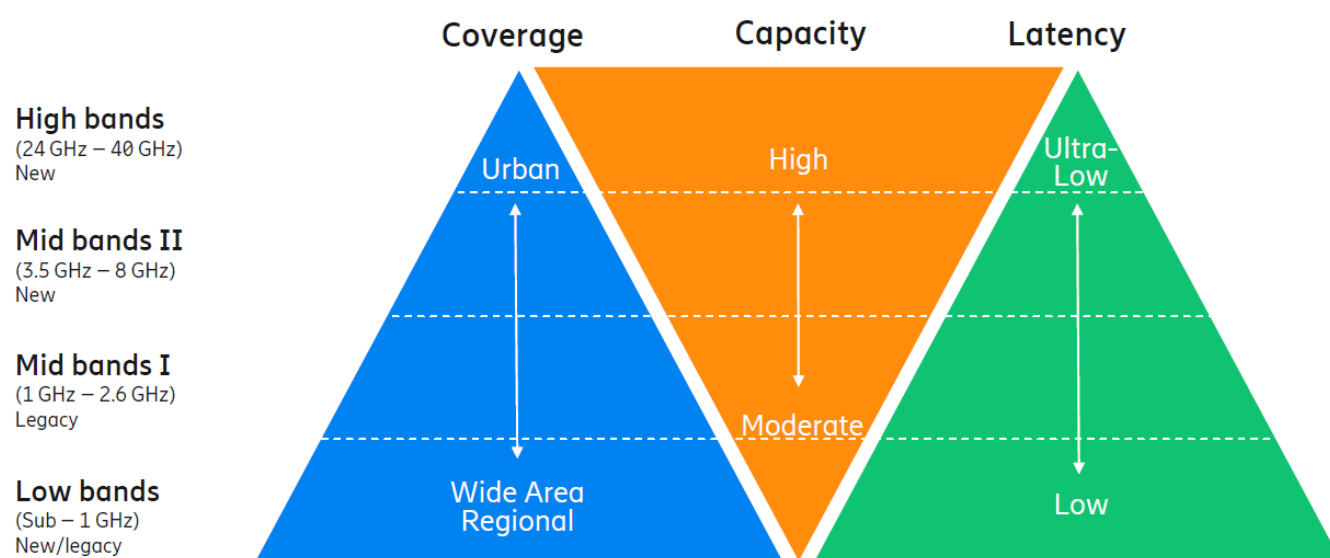 Coverage
Capacity
Latency
High bands
(24 GHz – 40 GHz)
New
Urban
High
Ultra-
Low
Mid bands II
(3.5 GHz – 8 GHz)
New
Mid bands I
(1 GHz – 2.6 GHz)
Legacy
Moderate
Low bands
(Sub – 1 GHz)
New/legacy
Wide Area
Regional
Low